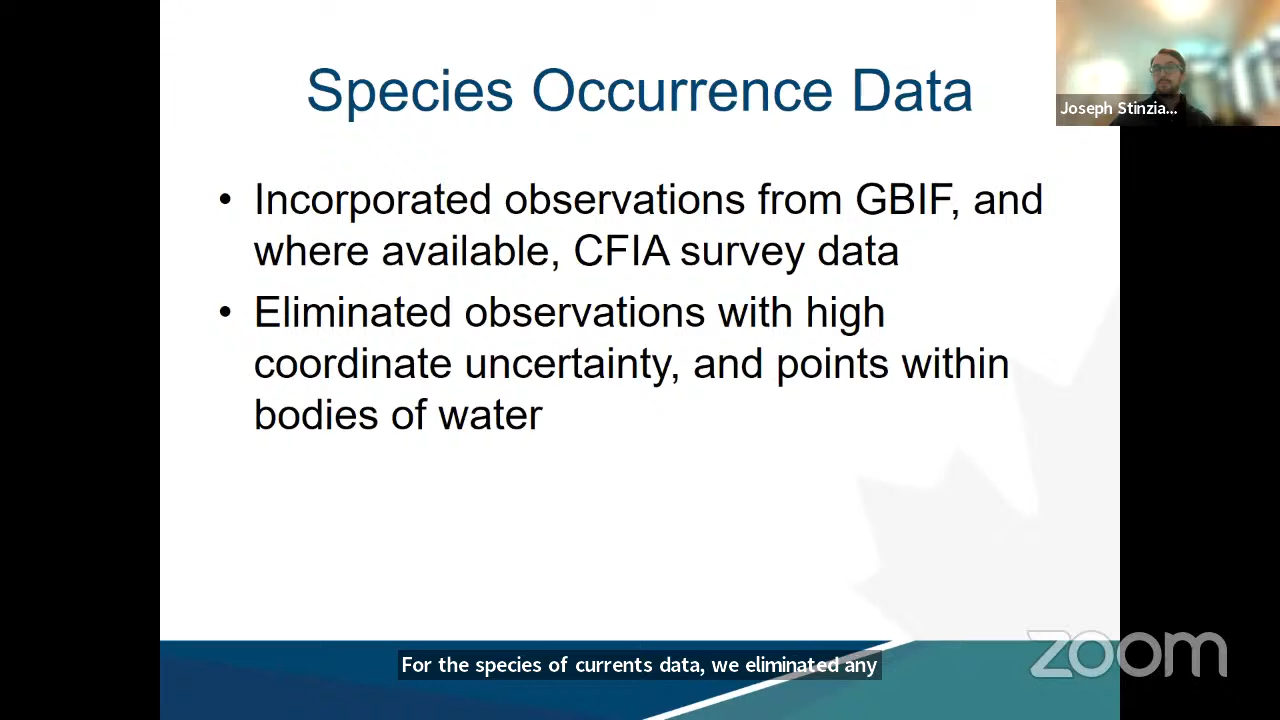 Species Occurrence Data
Joseph Stinzia...
• Incorporated observations from GBIF, and
where available, CFIA survey data
• Eliminated observations with high
coordinate uncertainty, and points within
bodies of water
For the species of currents data, we eliminated any
zoom